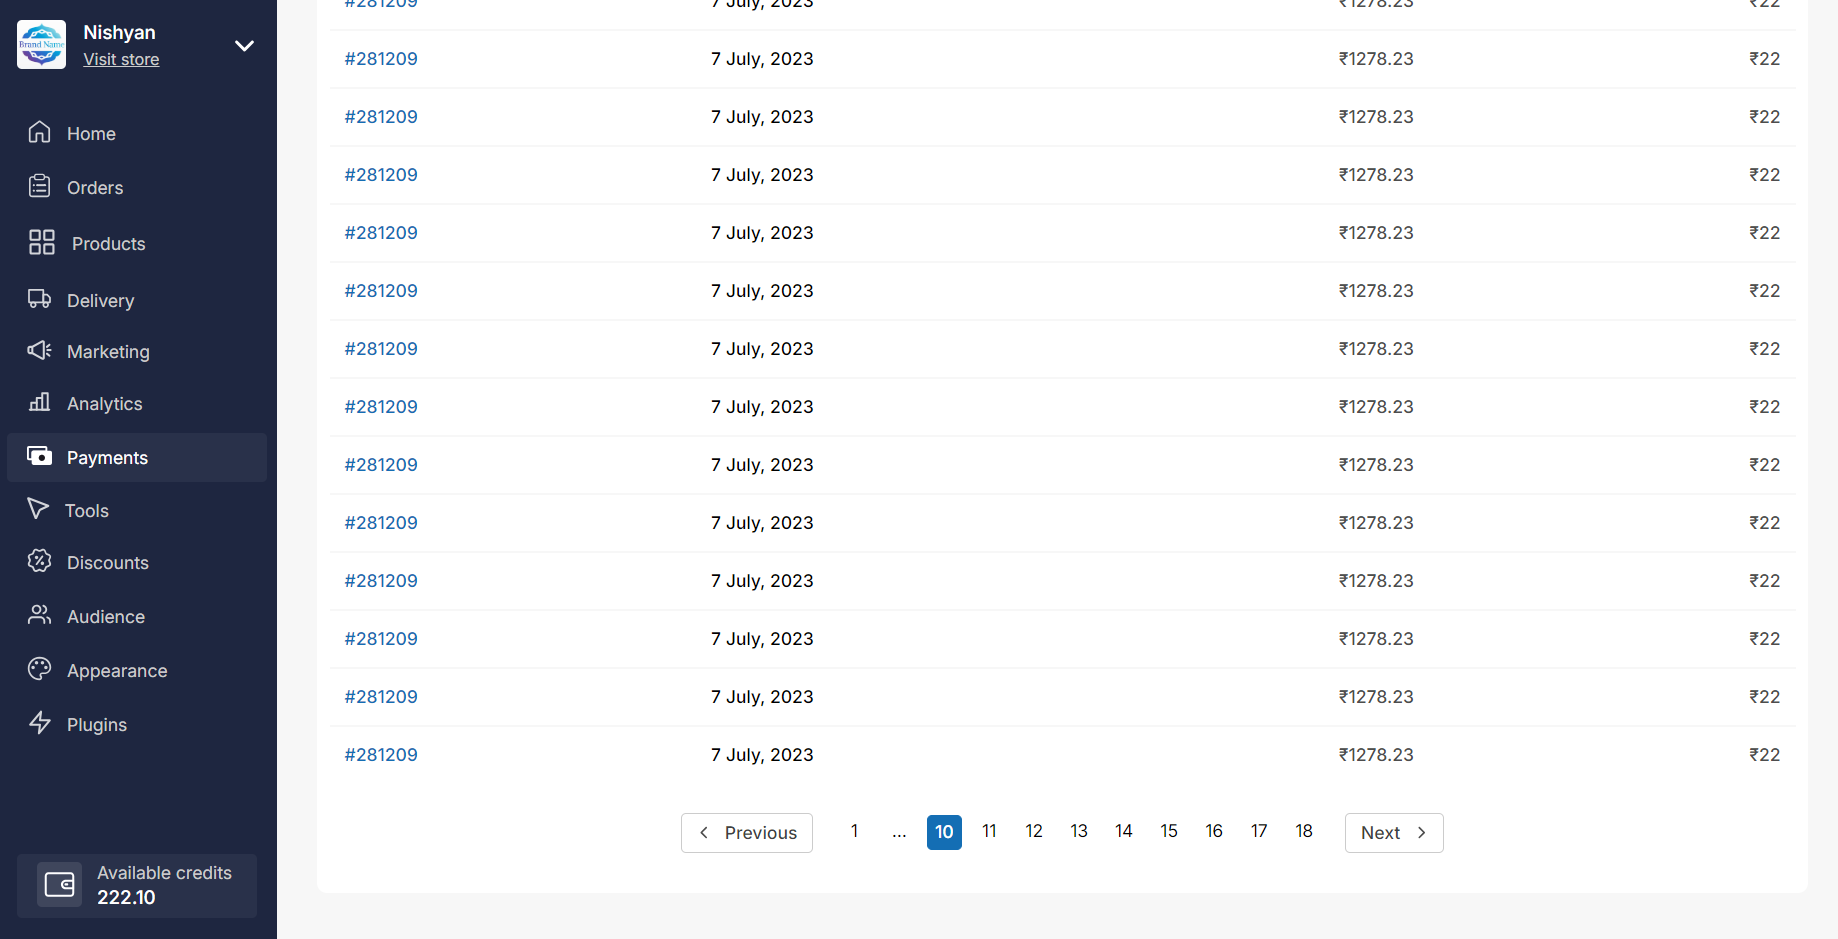 Brand Name
Nishyan
Visit store
Home
Orders
Products
Delivery
Marketing
Analytics
Payments
Tools
Discounts
Audience
Appearance
Plugins
Available credits
222.10
#281209 7 July, 2023 ₹1278.23 ₹22
#281209 7 July, 2023 ₹1278.23 ₹22
#281209 7 July, 2023 ₹1278.23 ₹22
#281209 7 July, 2023 ₹1278.23 ₹22
#281209 7 July, 2023 ₹1278.23 ₹22
#281209 7 July, 2023 ₹1278.23 ₹22
#281209 7 July, 2023 ₹1278.23 ₹22
#281209 7 July, 2023 ₹1278.23 ₹22
#281209 7 July, 2023 ₹1278.23 ₹22
#281209 7 July, 2023 ₹1278.23 ₹22
#281209 7 July, 2023 ₹1278.23 ₹22
#281209 7 July, 2023 ₹1278.23 ₹22
#281209 7 July, 2023 ₹1278.23 ₹22
#281209 7 July, 2023 ₹1278.23 ₹22
Previous 1 ... 10 11 12 13 14 15 16 17 18 Next